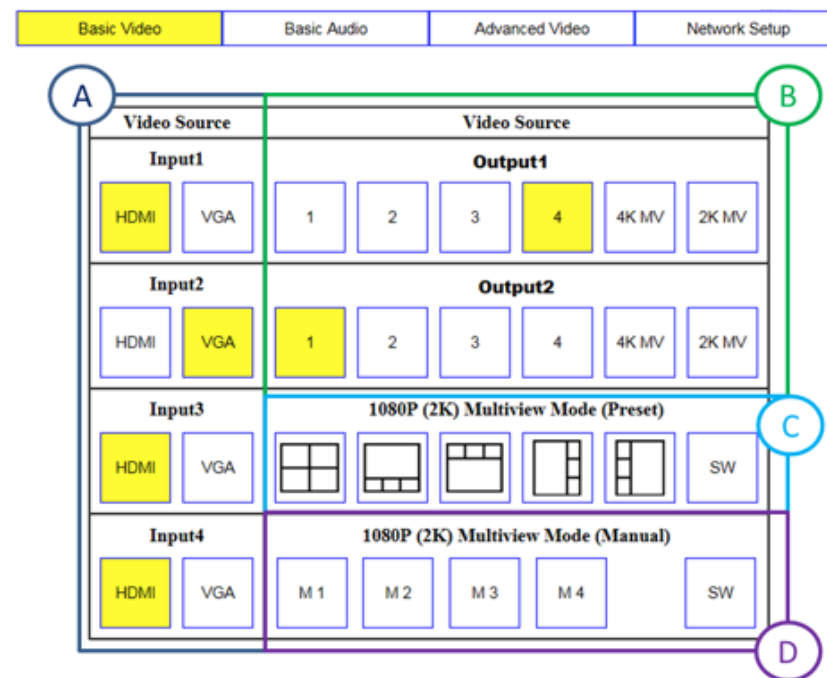 Basic Video Basic Audio Advanced Video Network Setup
A B
Video Source Video Source
Input1 Output1
HDMI VGA 1 2 3 4 4K MV 2K MV
Input2 Output2
HDMI VGA 1 2 3 4 4K MV 2K MV
Input3 1080P (2K) Multiview Mode (Preset)
C
HDMI VGA SW
Input4 1080P (2K) Multiview Mode (Manual)
HDMI VGA M 1 M 2 M 3 M 4 SW
D